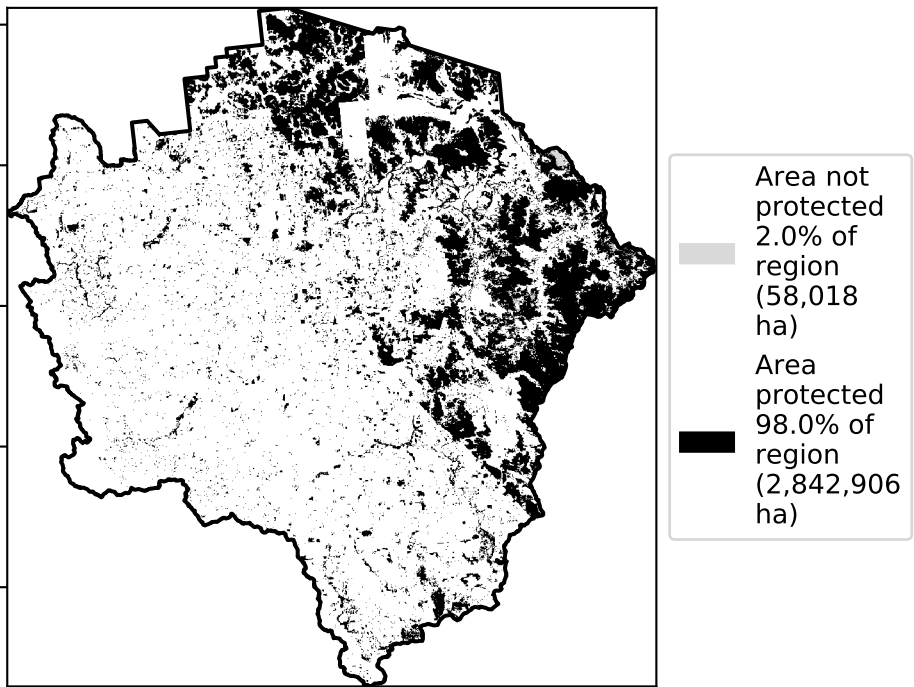 Area not
protected
2.0% of
region
(58,018
ha)
Area
protected
98.0% of
region
(2,842,906
ha)